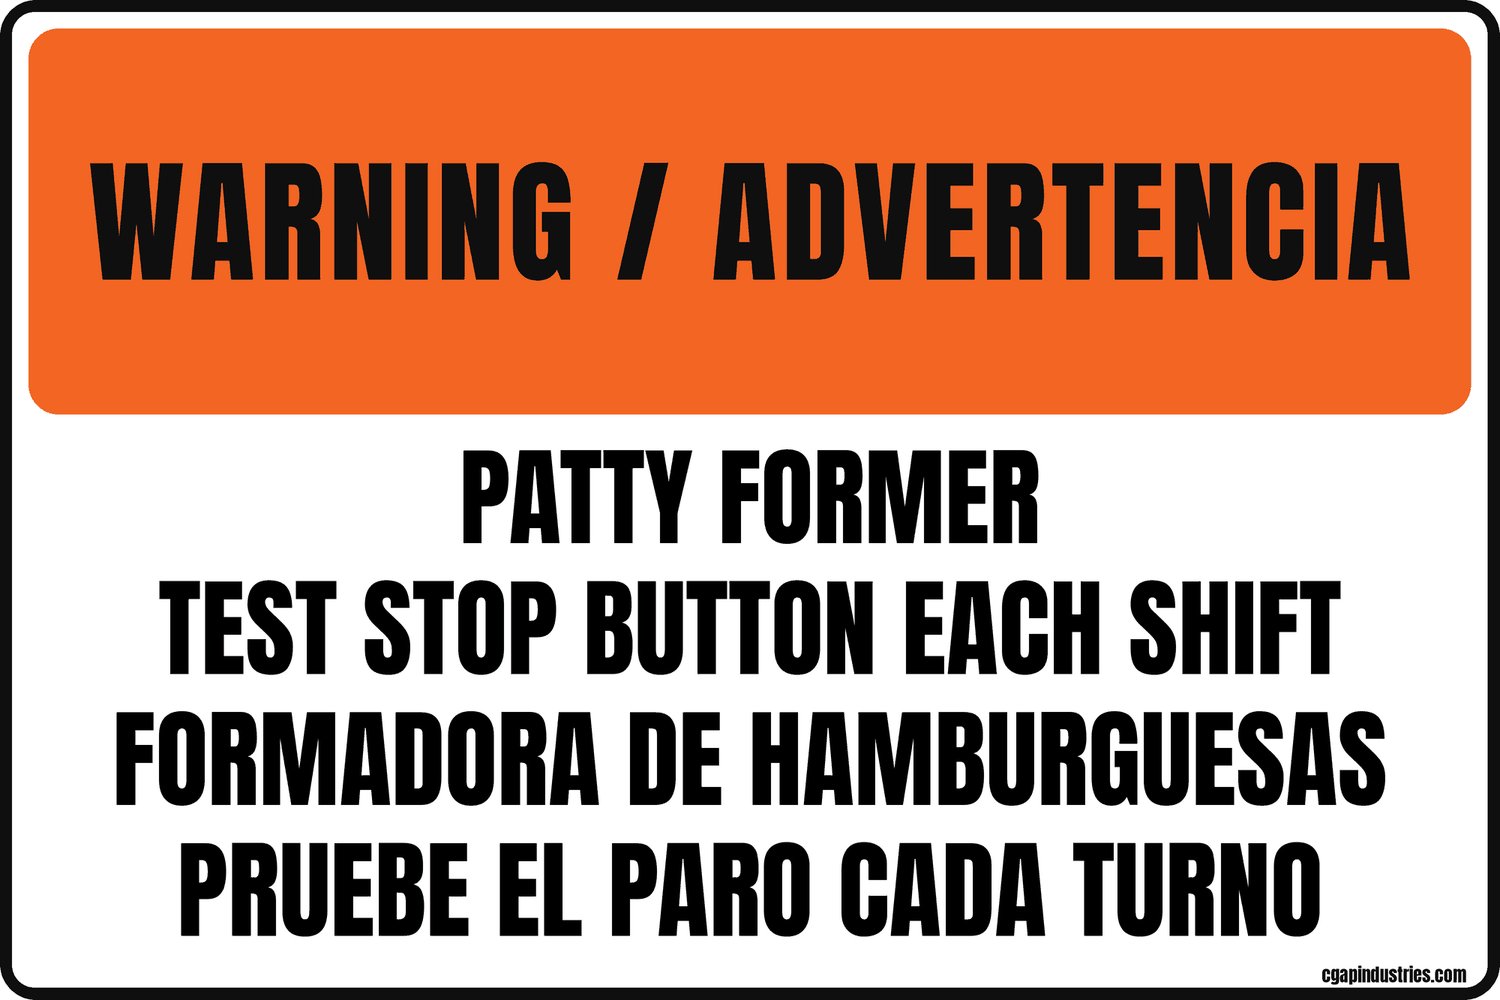 WARNING / ADVERTENCIA
PATTY FORMER
TEST STOP BUTTON EACH SHIFT
FORMADORA DE HAMBURGUESAS
PRUEBE EL PARO CADA TURNO
cgapindustries.com